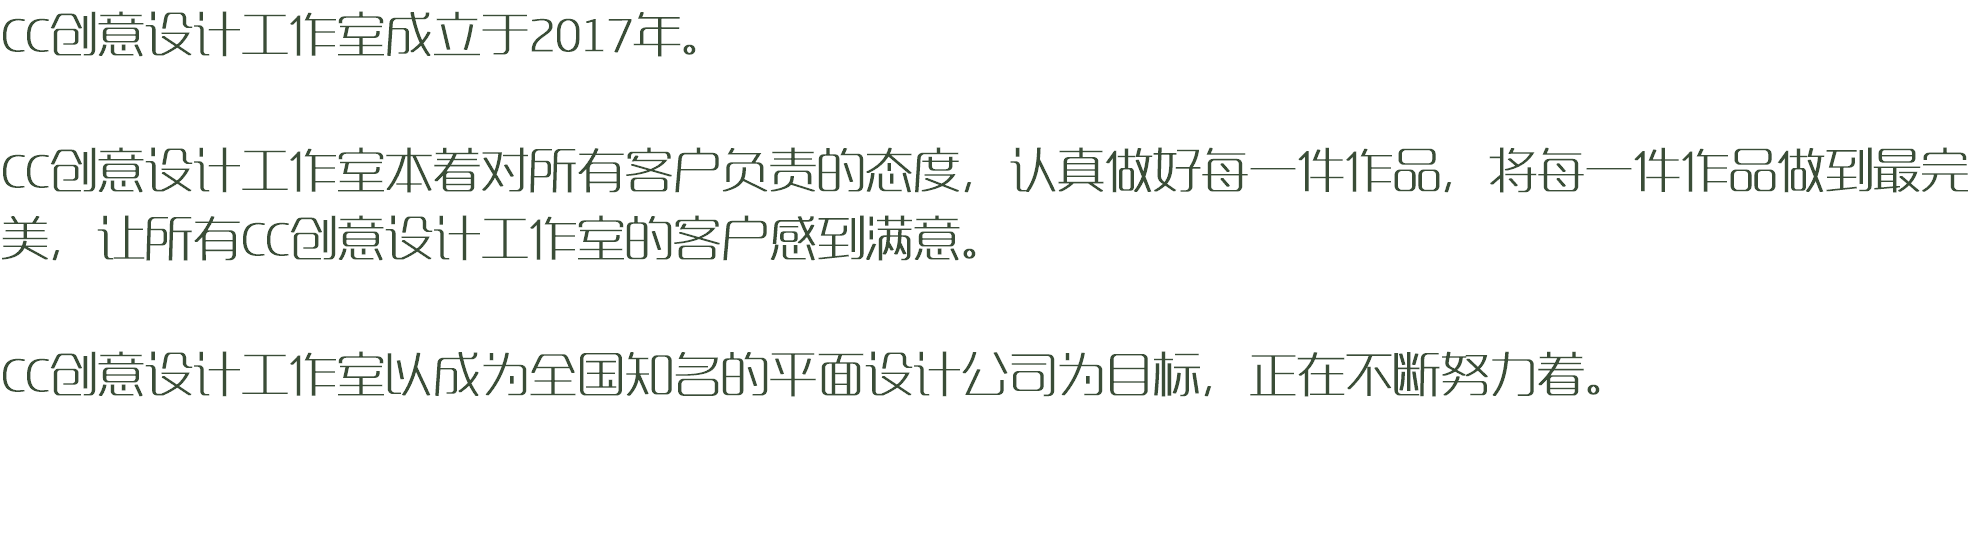 CC创意设计工作室成立于2017年。
CC创意设计工作室本着对所有客户负责的态度，认真做好每一件作品，将每一件作品做到最完
美，让所有CC创意设计工作室的客户感到满意。
CC创意设计工作室以成为全国知名的平面设计公司为目标，正在不断努力着。